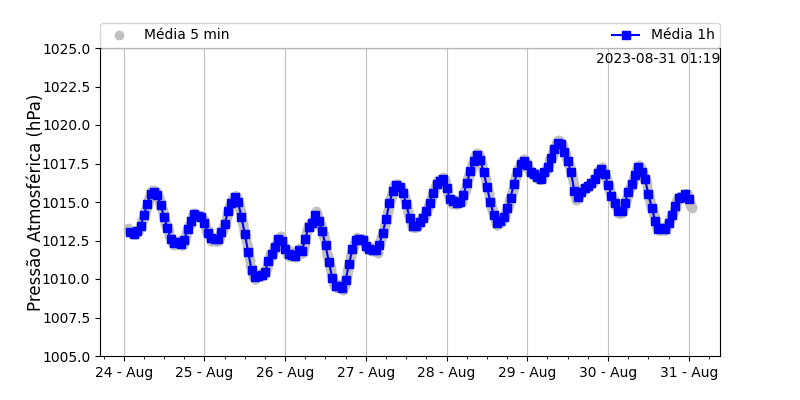 Média 5 min
Média 1h
2023-08-31 01:19
Pressão Atmosférica (hPa)
1025.0
1022.5
1020.0
1017.5
1015.0
1012.5
1010.0
1007.5
1005.0
24 - Aug
25 - Aug
26 - Aug
27 - Aug
28 - Aug
29 - Aug
30 - Aug
31 - Aug